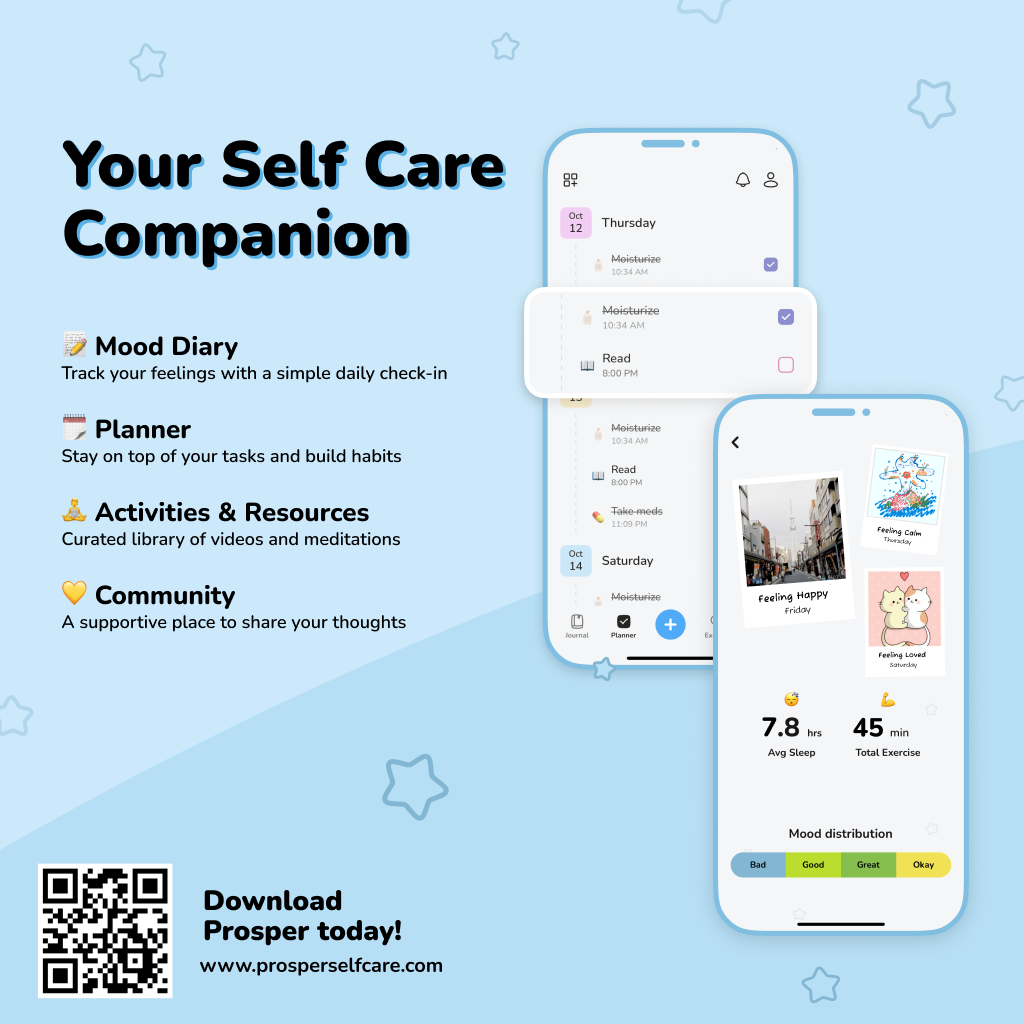 Your Self Care
Companion
📝 Mood Diary
Track your feelings with a simple daily check-in
🗓️ Planner
Stay on top of your tasks and build habits
🧘 Activities & Resources
Curated library of videos and meditations
💛 Community
A supportive place to share your thoughts
Download
Prosper today!
www.prosperselfcare.com
Oct
12
Thursday
Moisturize
10:34 AM
Moisturize
10:34 AM
Read
8:00 PM
Moisturize
10:34 AM
Read
8:00 PM
Take meds
11:09 PM
Oct
14
Saturday
Moisturize
Journal
Planner
Feeling Calm
Thursday
Feeling Happy
Friday
Feeling Loved
Saturday
7.8 hrs
Avg Sleep
45 min
Total Exercise
Mood distribution
Bad Good Great Okay